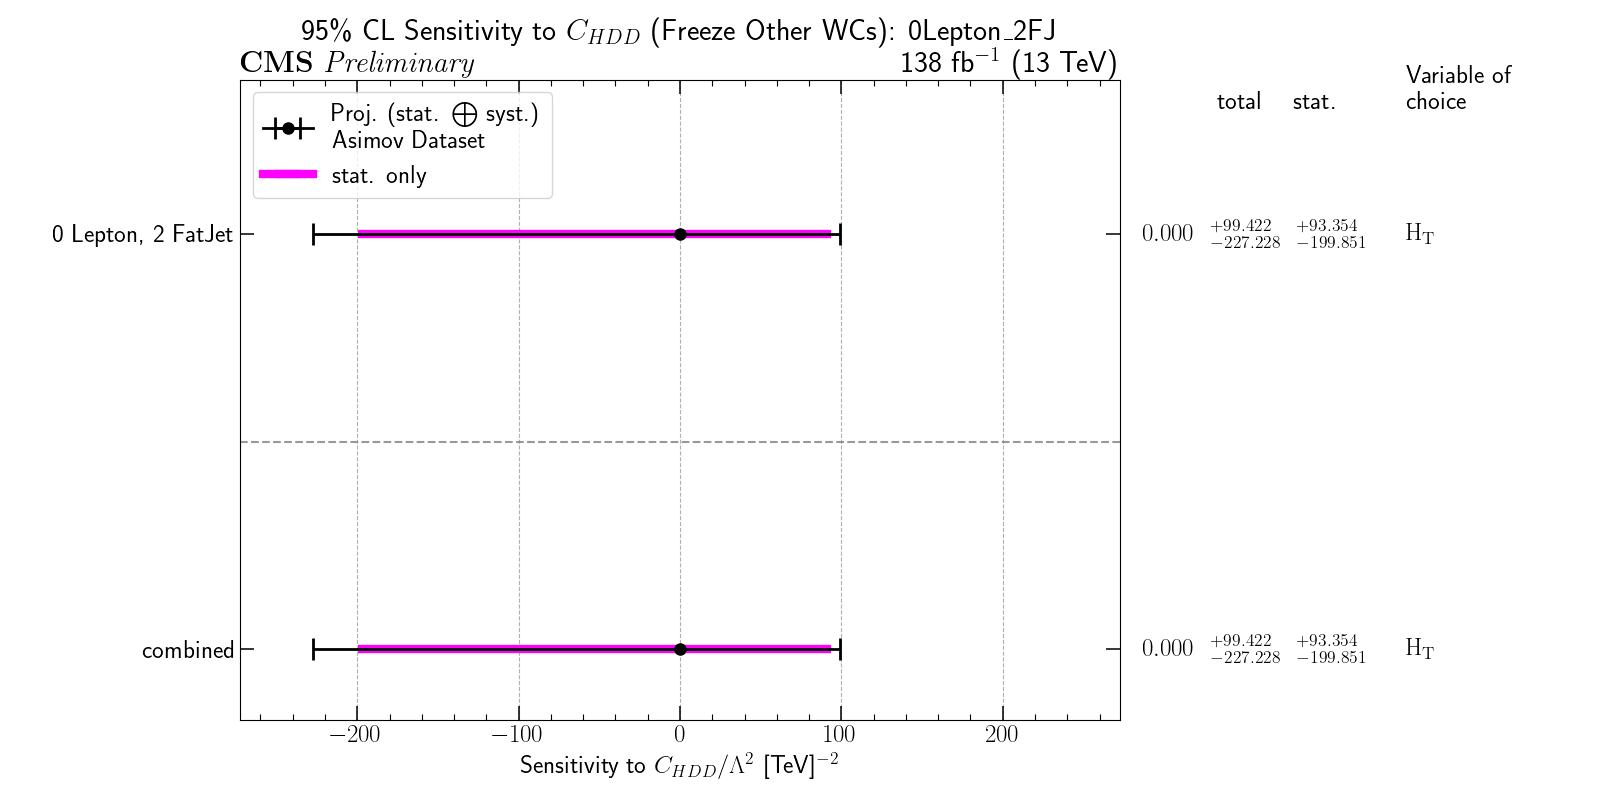 95% CL Sensitivity to C_HDD (Freeze Other WCs): 0Lepton_2FJ
CMS Preliminary 138 fb⁻¹ (13 TeV)
Variable of
total stat. choice
Proj. (stat. ⨁ syst.)
Asimov Dataset
stat. only
0 Lepton, 2 FatJet 0.000 +99.422 −227.228 +93.354 −199.851 H_T
combined 0.000 +99.422 −227.228 +93.354 −199.851 H_T
−200 −100 0 100 200
Sensitivity to C_HDD/Λ² [TeV]⁻²